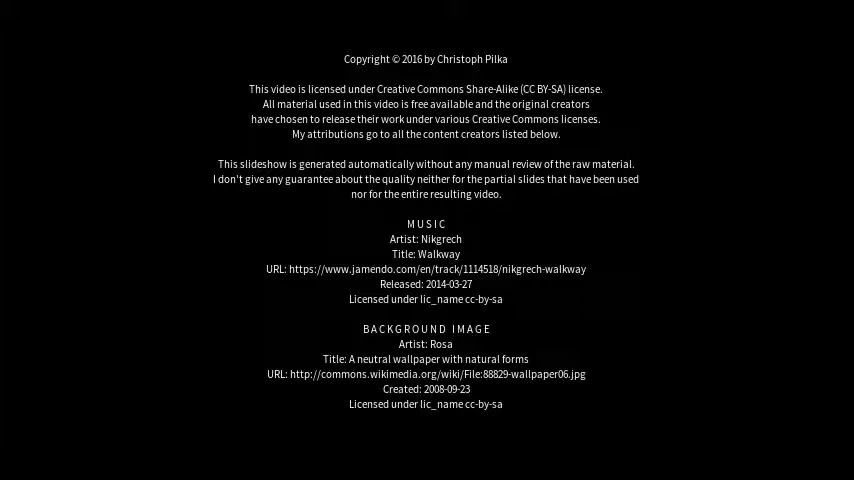 Copyright © 2016 by Christoph Pilka
This video is licensed under Creative Commons Share-Alike (CC BY-SA) license.
All material used in this video is free available and the original creators
have chosen to release their work under various Creative Commons licenses.
My attributions go to all the content creators listed below.
This slideshow is generated automatically without any manual review of the raw material.
I don't give any guarantee about the quality neither for the partial slides that have been used
nor for the entire resulting video.
MUSIC
Artist: Nikgrech
Title: Walkway
URL: https://www.jamendo.com/en/track/1114518/nikgrech-walkway
Released: 2014-03-27
Licensed under lic_name cc-by-sa
BACKGROUND IMAGE
Artist: Rosa
Title: A neutral wallpaper with natural forms
URL: http://commons.wikimedia.org/wiki/File:88829-wallpaper06.jpg
Created: 2008-09-23
Licensed under lic_name cc-by-sa